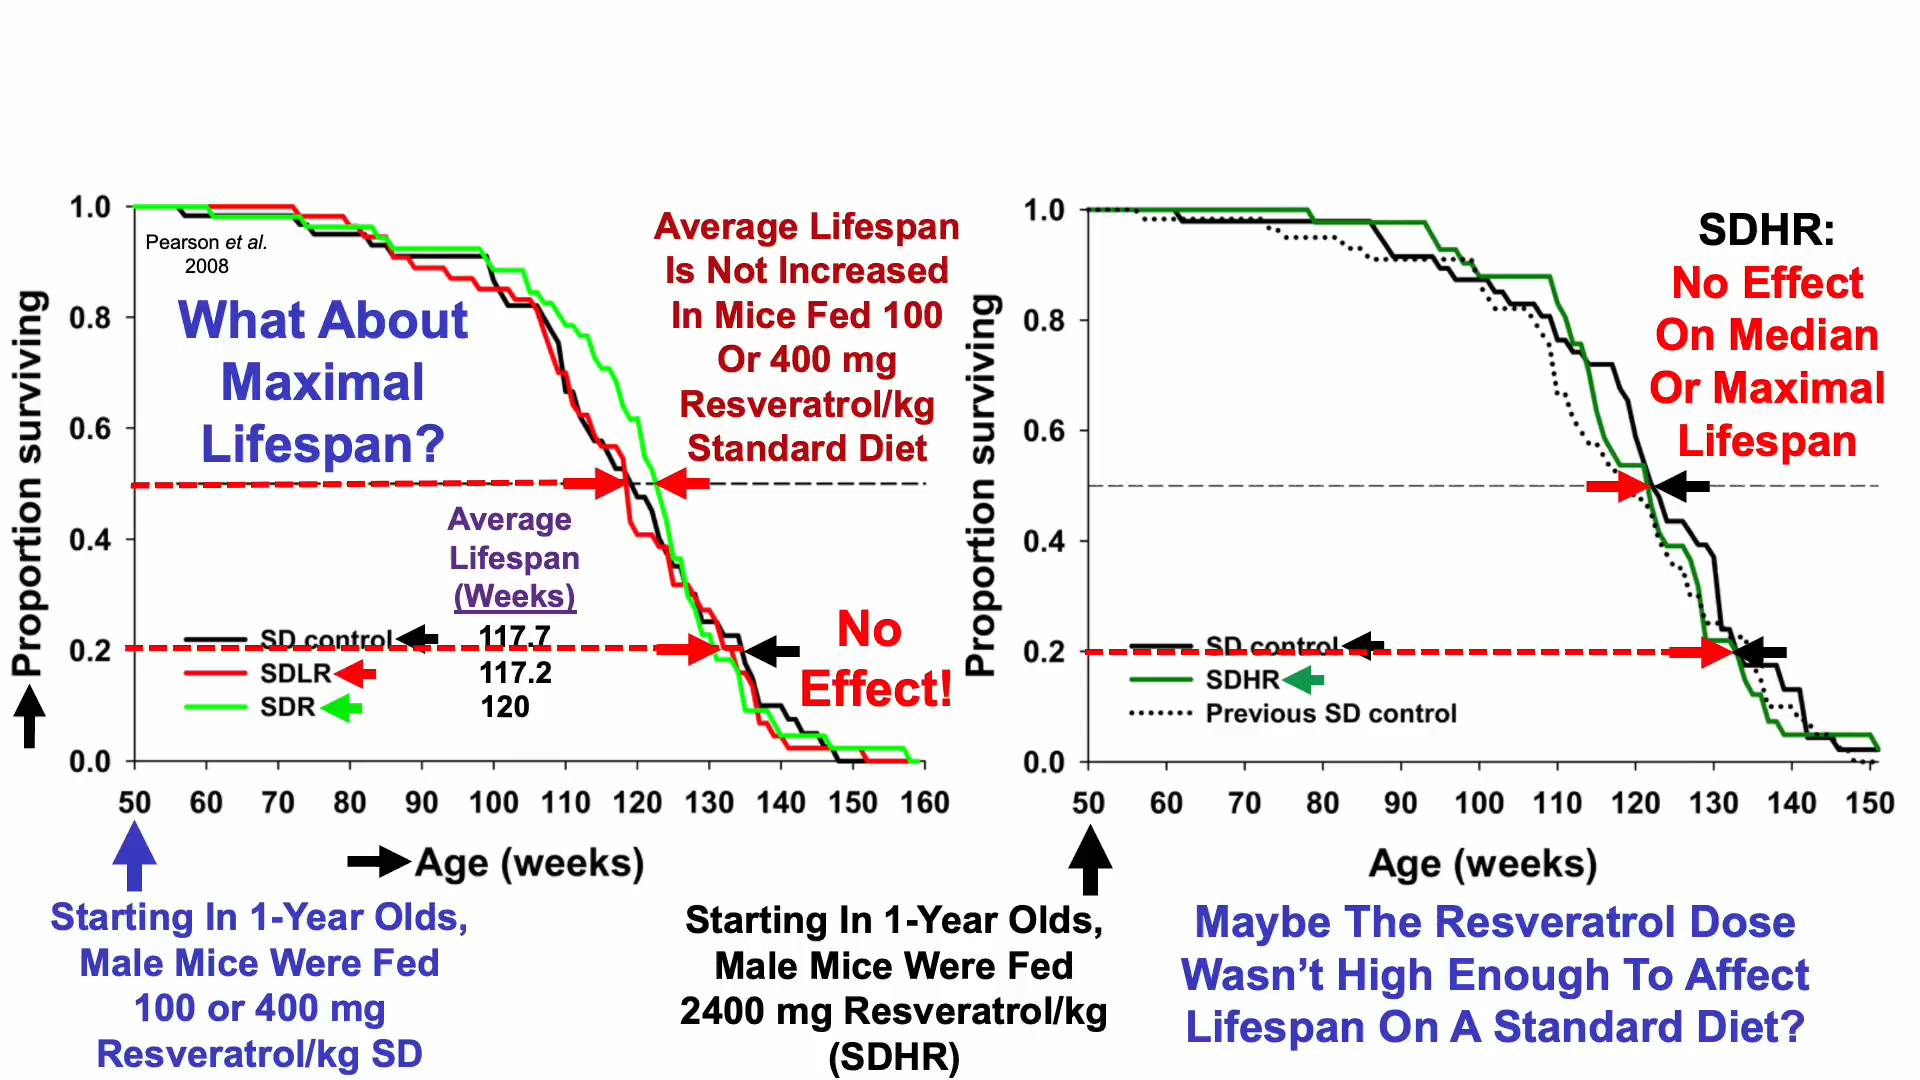 Pearson et al.
2008
What About
Maximal
Lifespan?
Average Lifespan
Is Not Increased
In Mice Fed 100
Or 400 mg
Resveratrol/kg
Standard Diet
Average
Lifespan
(Weeks)
SD control 117.7
SDLR 117.2
SDR 120
No
Effect!
Proportion surviving
1.0
0.8
0.6
0.4
0.2
0.0
50 60 70 80 90 100 110 120 130 140 150 160
Age (weeks)
Starting In 1-Year Olds,
Male Mice Were Fed
100 or 400 mg
Resveratrol/kg SD
SDHR:
No Effect
On Median
Or Maximal
Lifespan
SD control
SDHR
Previous SD control
Proportion surviving
1.0
0.8
0.6
0.4
0.2
0.0
50 60 70 80 90 100 110 120 130 140 150
Age (weeks)
Starting In 1-Year Olds,
Male Mice Were Fed
2400 mg Resveratrol/kg
(SDHR)
Maybe The Resveratrol Dose
Wasn’t High Enough To Affect
Lifespan On A Standard Diet?